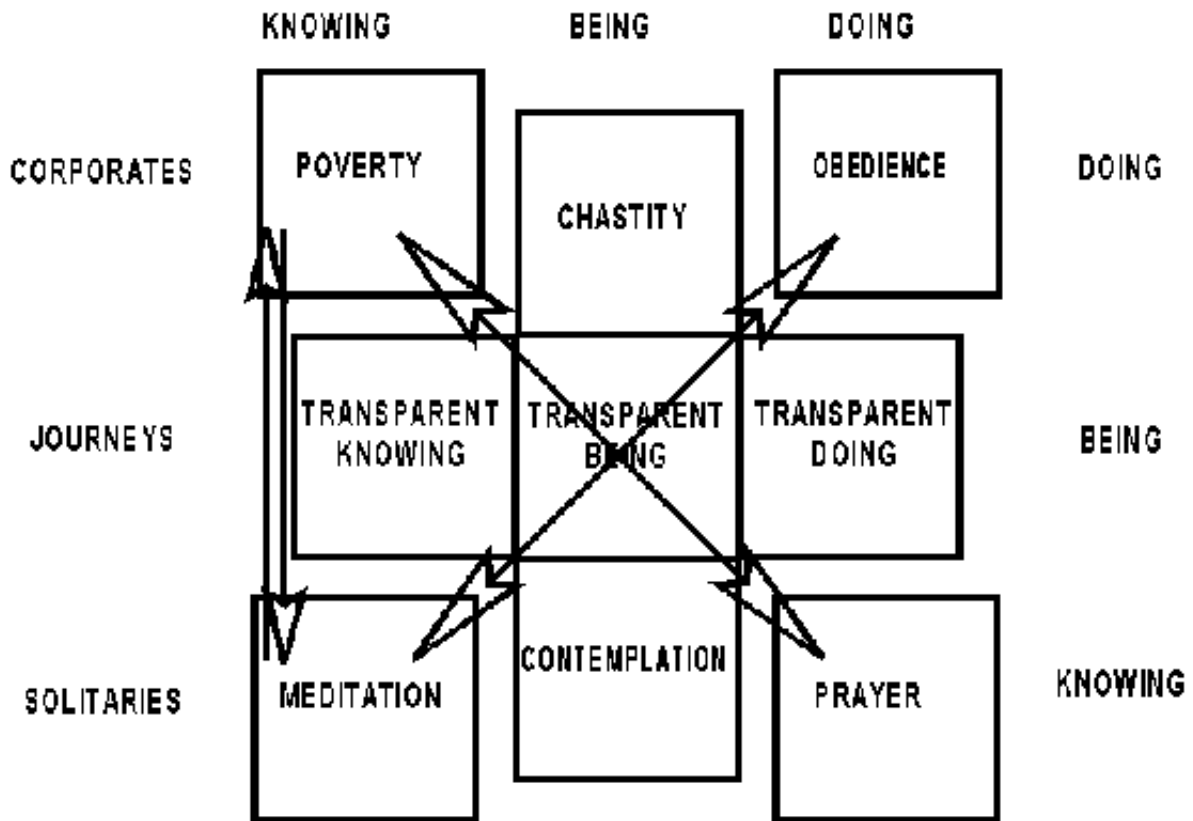 KNOWING BEING DOING
CORPORATES POVERTY CHASTITY OBEDIENCE DOING
JOURNEYS TRANSPARENT KNOWING TRANSPARENT BEING TRANSPARENT DOING BEING
SOLITARIES MEDITATION CONTEMPLATION PRAYER KNOWING